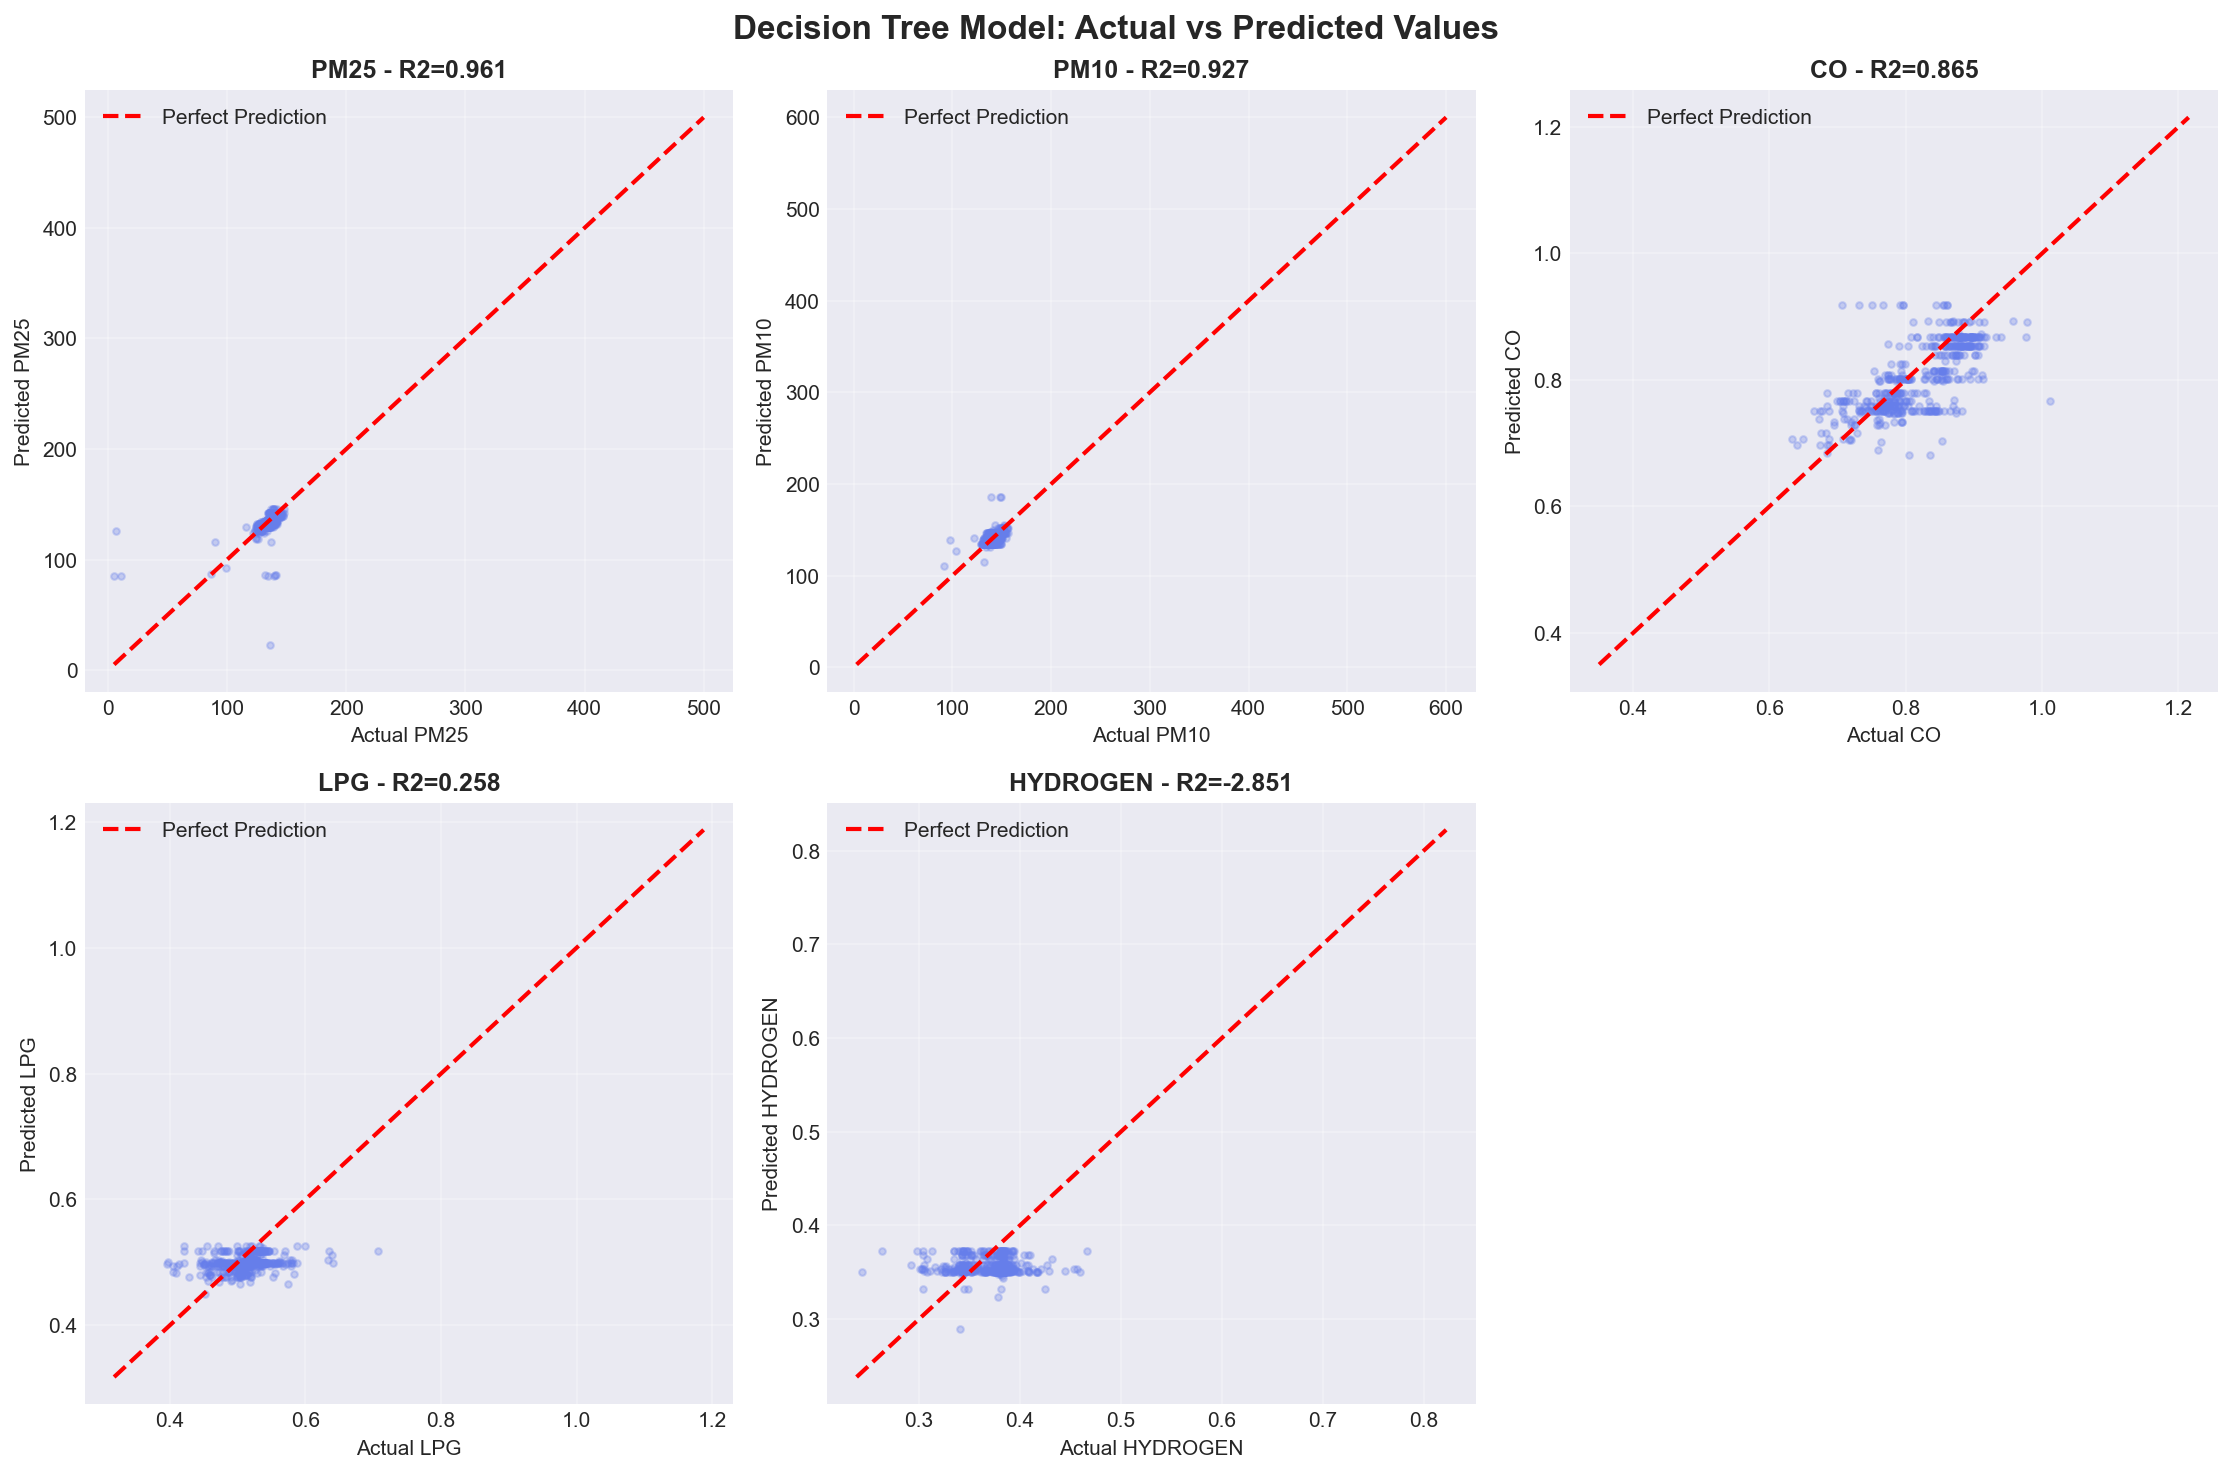 Decision Tree Model: Actual vs Predicted Values
PM25 - R2=0.961
Perfect Prediction
500
400
300
200
100
0
Predicted PM25
0 100 200 300 400 500
Actual PM25
PM10 - R2=0.927
Perfect Prediction
600
500
400
300
200
100
0
Predicted PM10
0 100 200 300 400 500 600
Actual PM10
CO - R2=0.865
Perfect Prediction
1.2
1.0
0.8
0.6
0.4
Predicted CO
0.4 0.6 0.8 1.0 1.2
Actual CO
LPG - R2=0.258
Perfect Prediction
1.2
1.0
0.8
0.6
0.4
Predicted LPG
0.4 0.6 0.8 1.0 1.2
Actual LPG
HYDROGEN - R2=-2.851
Perfect Prediction
0.8
0.7
0.6
0.5
0.4
0.3
Predicted HYDROGEN
0.3 0.4 0.5 0.6 0.7 0.8
Actual HYDROGEN